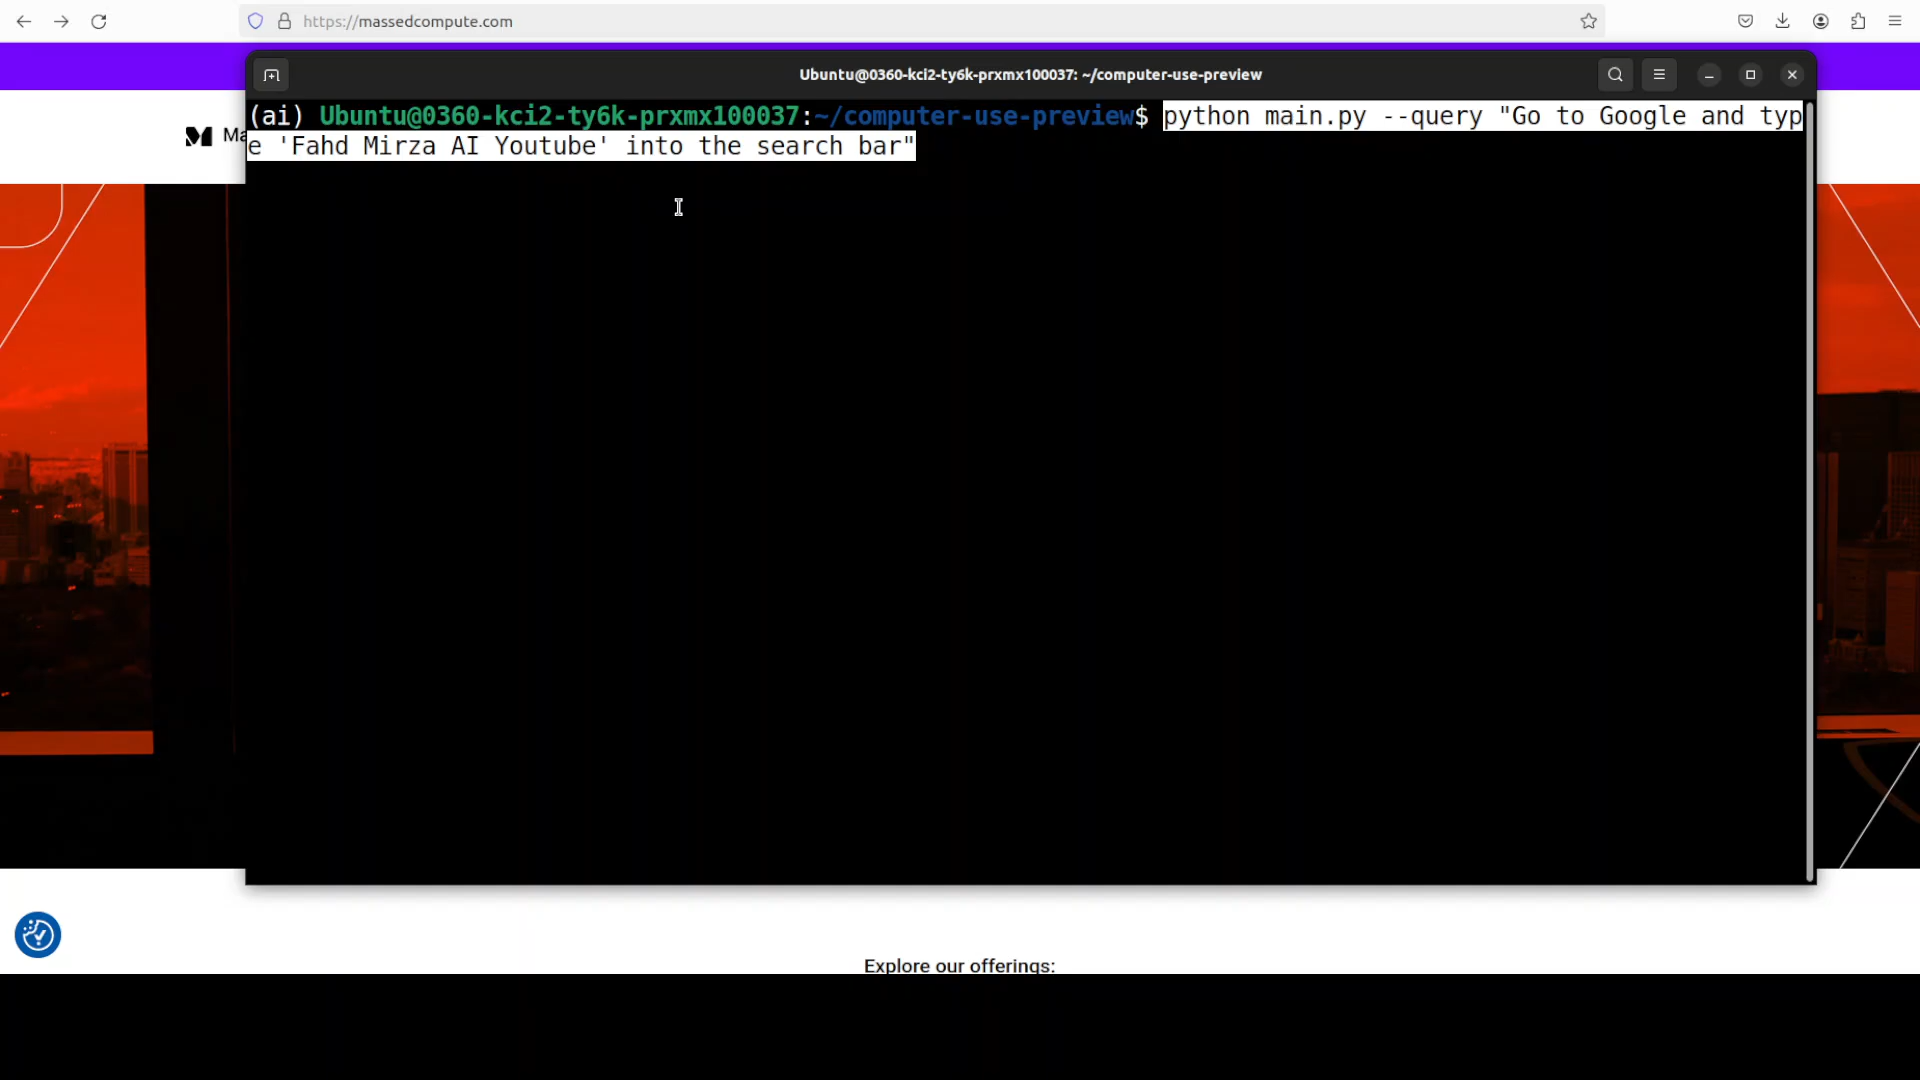 https://massedcompute.com
Ubuntu@0360-kci2-ty6k-prxmx100037: ~/computer-use-preview
(ai) Ubuntu@0360-kci2-ty6k-prxmx100037:~/computer-use-preview$ python main.py --query "Go to Google and typ
e 'Fahd Mirza AI Youtube' into the search bar"
Ma
Explore our offerings: